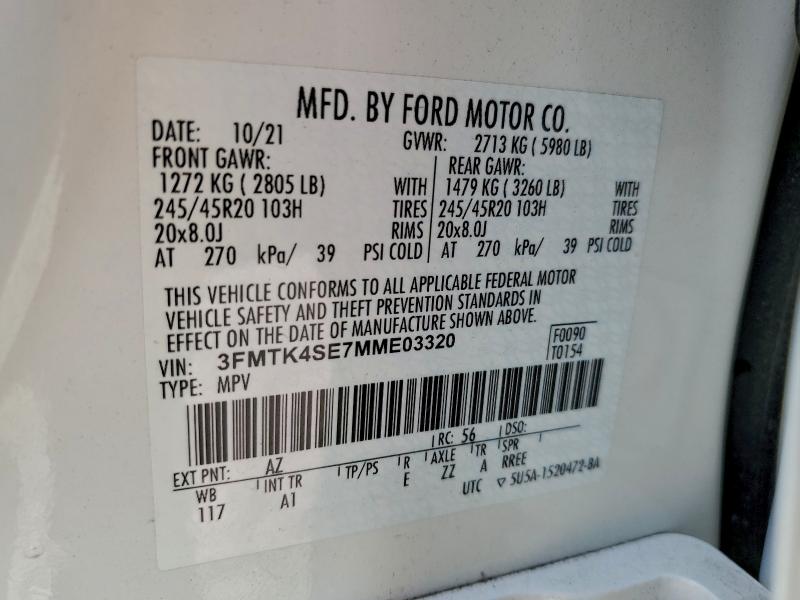 MFD. BY FORD MOTOR CO.
DATE: 10/21 GVWR: 2713 KG ( 5980 LB)
FRONT GAWR: REAR GAWR:
1272 KG ( 2805 LB) WITH 1479 KG ( 3260 LB) WITH
245/45R20 103H TIRES 245/45R20 103H TIRES
20x8.0J RIMS 20x8.0J RIMS
AT 270 kPa/ 39 PSI COLD AT 270 kPa/ 39 PSI COLD
THIS VEHICLE CONFORMS TO ALL APPLICABLE FEDERAL MOTOR
VEHICLE SAFETY AND THEFT PREVENTION STANDARDS IN
EFFECT ON THE DATE OF MANUFACTURE SHOWN ABOVE.
VIN: 3FMTK4SE7MME03320 F0090
TYPE: MPV T0154
EXT PNT: AZ RC: 56 DSO:
WB INT TR TP/PS R AXLE TR SPR
117 A1 E ZZ A RREE
UTC ▽ 5U5A-1520472-BA